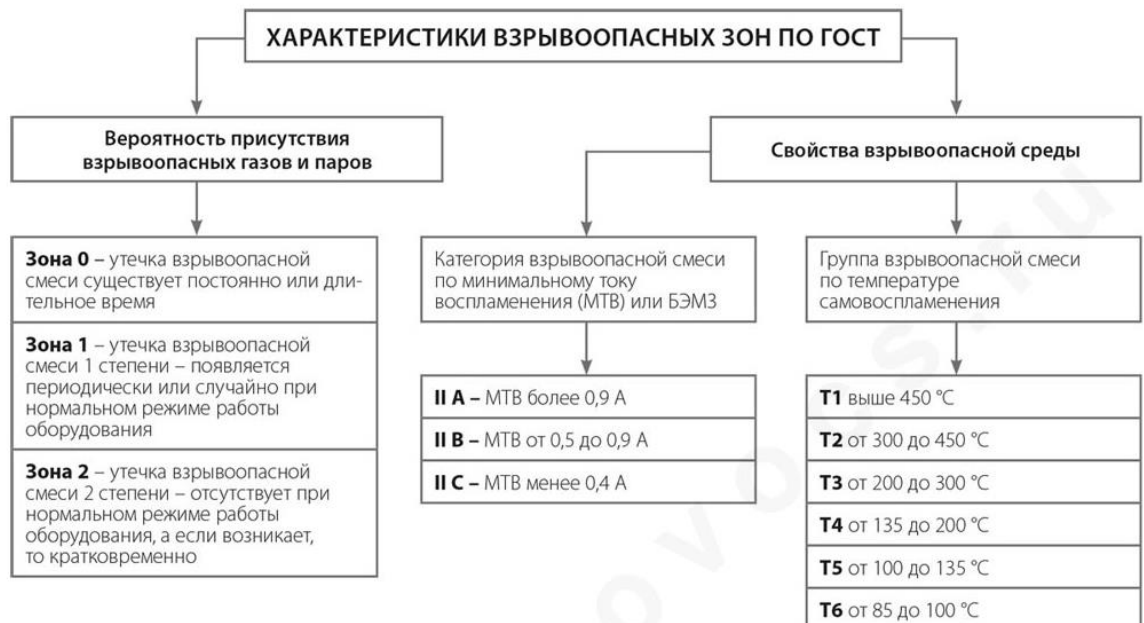 ХАРАКТЕРИСТИКИ ВЗРЫВООПАСНЫХ ЗОН ПО ГОСТ
Вероятность присутствия
взрывоопасных газов и паров
Зона 0 – утечка взрывоопасной
смеси существует постоянно или дли-
тельное время
Зона 1 – утечка взрывоопасной
смеси 1 степени – появляется
периодически или случайно при
нормальном режиме работы
оборудования
Зона 2 – утечка взрывоопасной
смеси 2 степени – отсутствует при
нормальном режиме работы
оборудования, а если возникает,
то кратковременно
Свойства взрывоопасной среды
Категория взрывоопасной смеси
по минимальному току
воспламенения (МТВ) или БЭМЗ
II A – МТВ более 0,9 А
II B – МТВ от 0,5 до 0,9 А
II C – МТВ менее 0,4 А
Группа взрывоопасной смеси
по температуре
самовоспламенения
T1 выше 450 °C
T2 от 300 до 450 °C
T3 от 200 до 300 °C
T4 от 135 до 200 °C
T5 от 100 до 135 °C
T6 от 85 до 100 °C
ovocs.ru